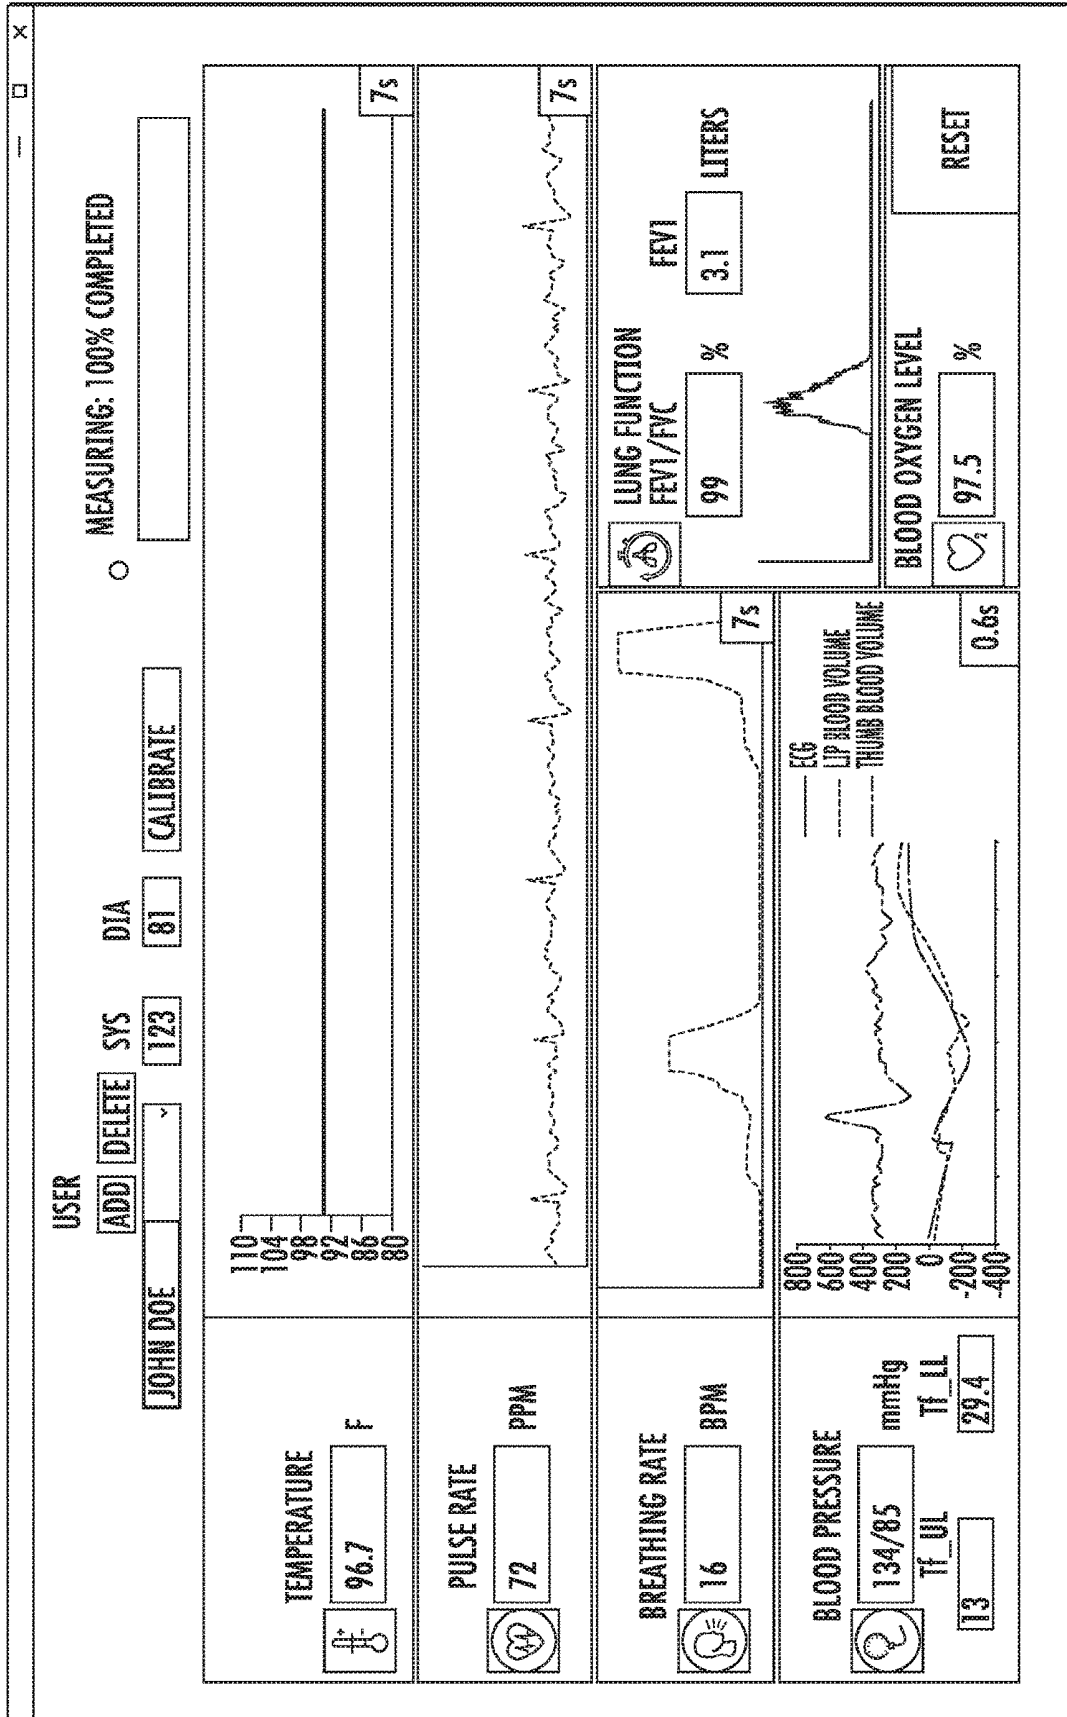 USER
ADD DELETE SYS DIA MEASURING: 100% COMPLETED
JOHN DOE 123 81 CALIBRATE
TEMPERATURE
96.7 F
110
104
98
92
86
80
7s
PULSE RATE
72 PPM
7s
BREATHING RATE
16 BPM
7s
LUNG FUNCTION
FEV1/FVC FEV1
99 % 3.1 LITERS
BLOOD PRESSURE
134/85 mmHg
Tf_UL Tf_LL
13 29.4
800
600
400
200
0
-200
-400
ECG
LIP BLOOD VOLUME
THUMB BLOOD VOLUME
0.6s
BLOOD OXYGEN LEVEL
97.5 %
2
RESET